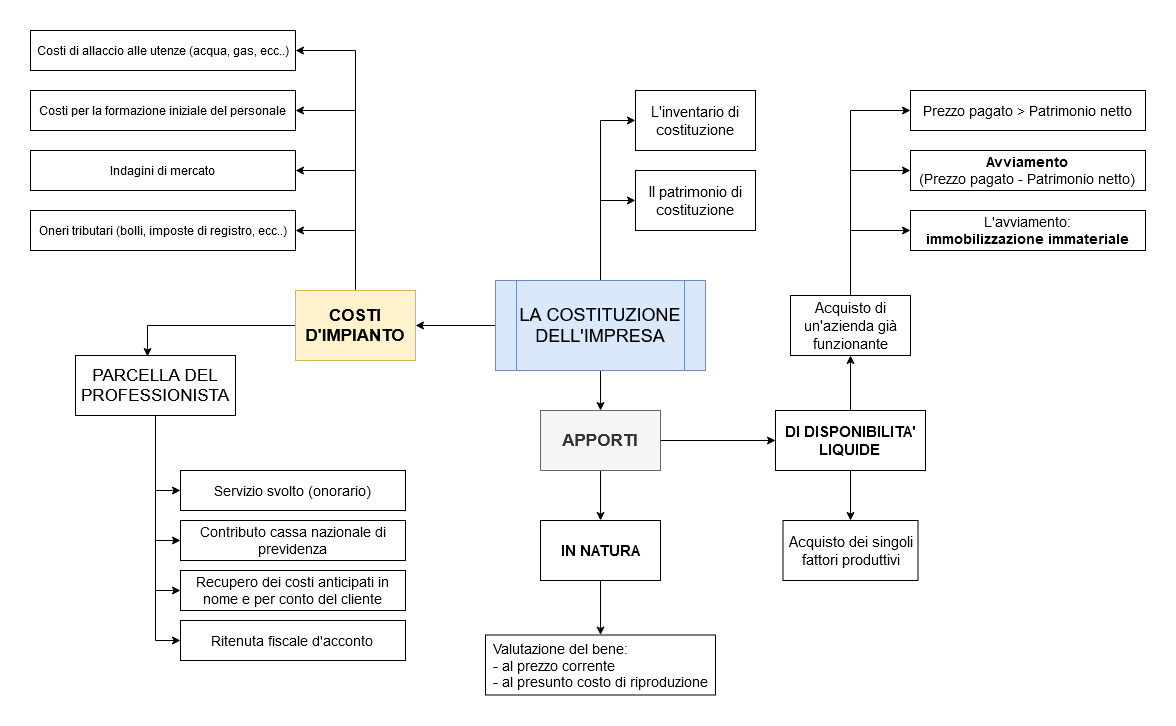 Costi di allaccio alle utenze (acqua, gas, ecc..)
Costi per la formazione iniziale del personale
Indagini di mercato
Oneri tributari (bolli, imposte di registro, ecc..)
L'inventario di
costituzione
Il patrimonio di
costituzione
Prezzo pagato > Patrimonio netto
Avviamento
(Prezzo pagato - Patrimonio netto)
L'avviamento:
immobilizzazione immateriale
COSTI
D'IMPIANTO
LA COSTITUZIONE
DELL'IMPRESA
Acquisto di
un'azienda già
funzionante
PARCELLA DEL
PROFESSIONISTA
APPORTI
DI DISPONIBILITA'
LIQUIDE
Servizio svolto (onorario)
Contributo cassa nazionale di
previdenza
Recupero dei costi anticipati in
nome e per conto del cliente
Ritenuta fiscale d'acconto
IN NATURA
Acquisto dei singoli
fattori produttivi
Valutazione del bene:
- al prezzo corrente
- al presunto costo di riproduzione